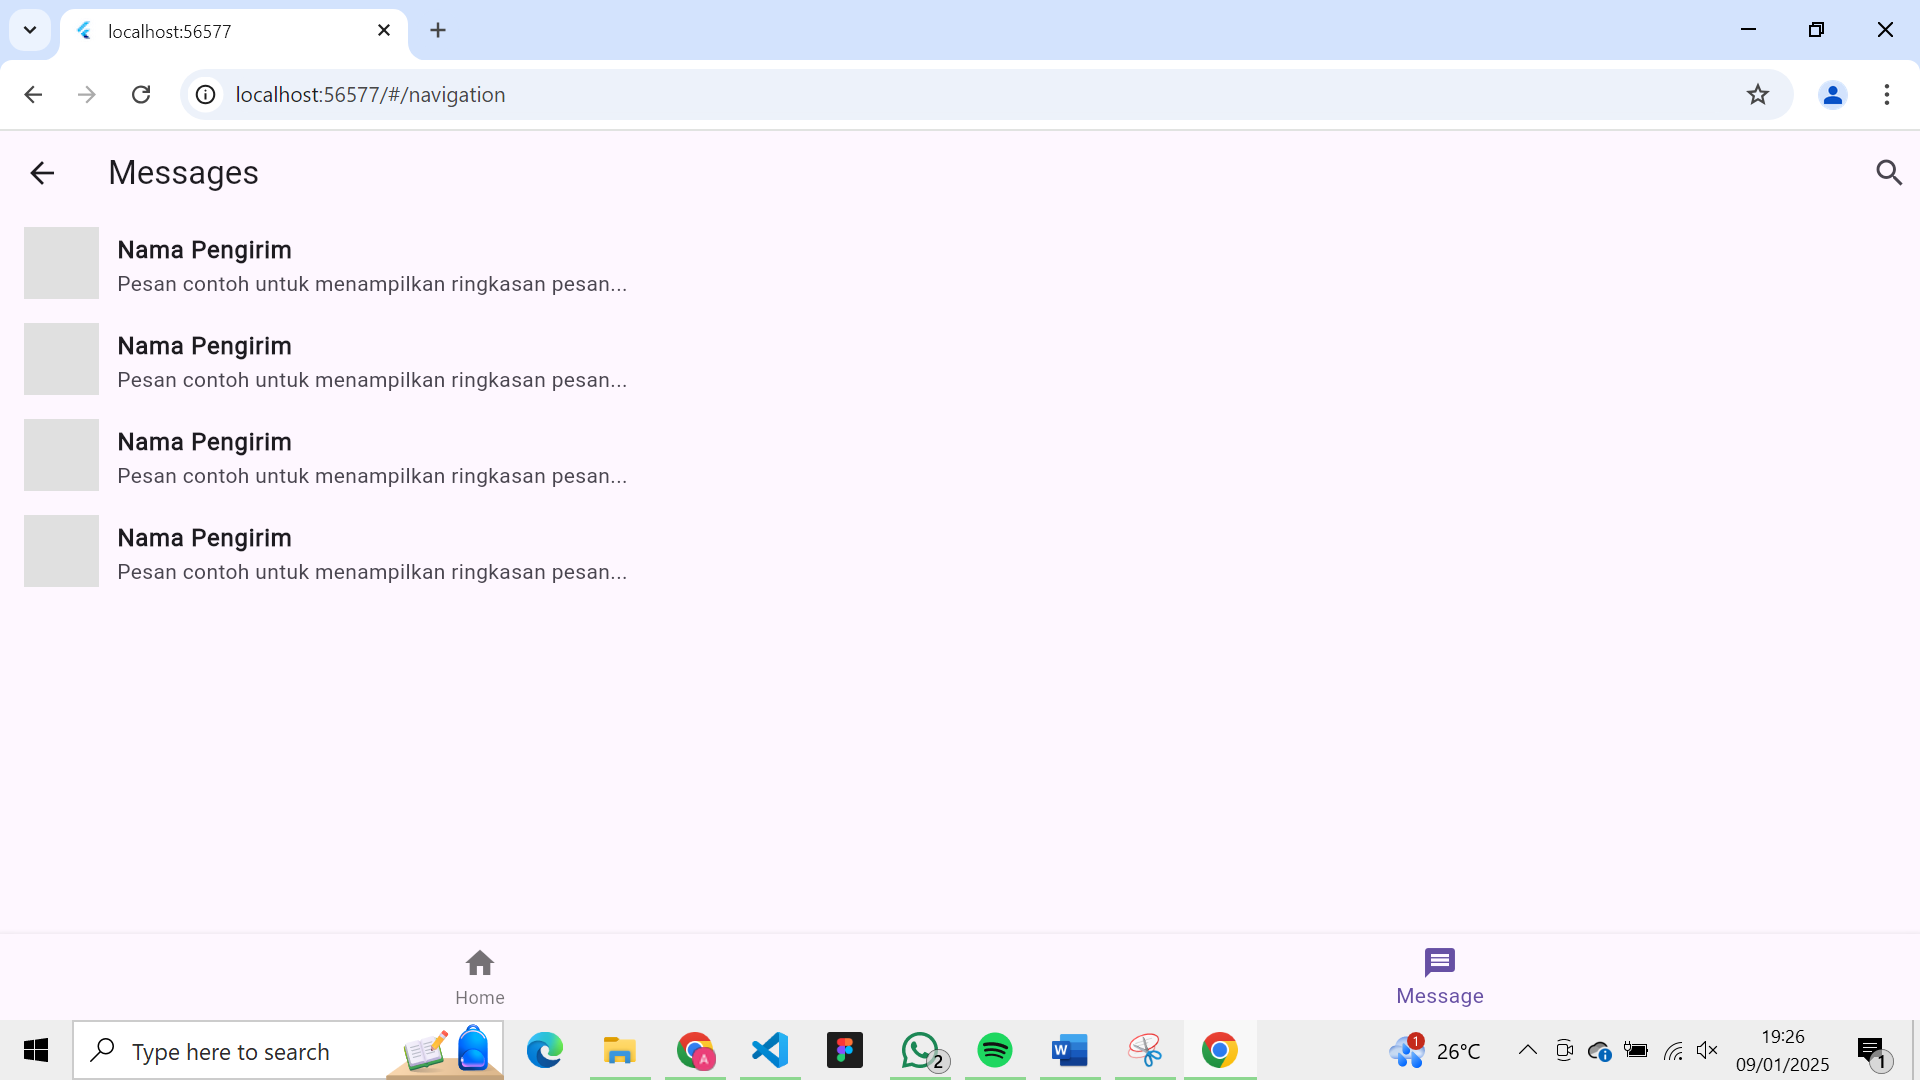 localhost:56577
localhost:56577/#/navigation
Messages
Nama Pengirim
Pesan contoh untuk menampilkan ringkasan pesan...
Nama Pengirim
Pesan contoh untuk menampilkan ringkasan pesan...
Nama Pengirim
Pesan contoh untuk menampilkan ringkasan pesan...
Nama Pengirim
Pesan contoh untuk menampilkan ringkasan pesan...
Home
Message
Type here to search
A
2
W
1
26°C
19:26
09/01/2025
1